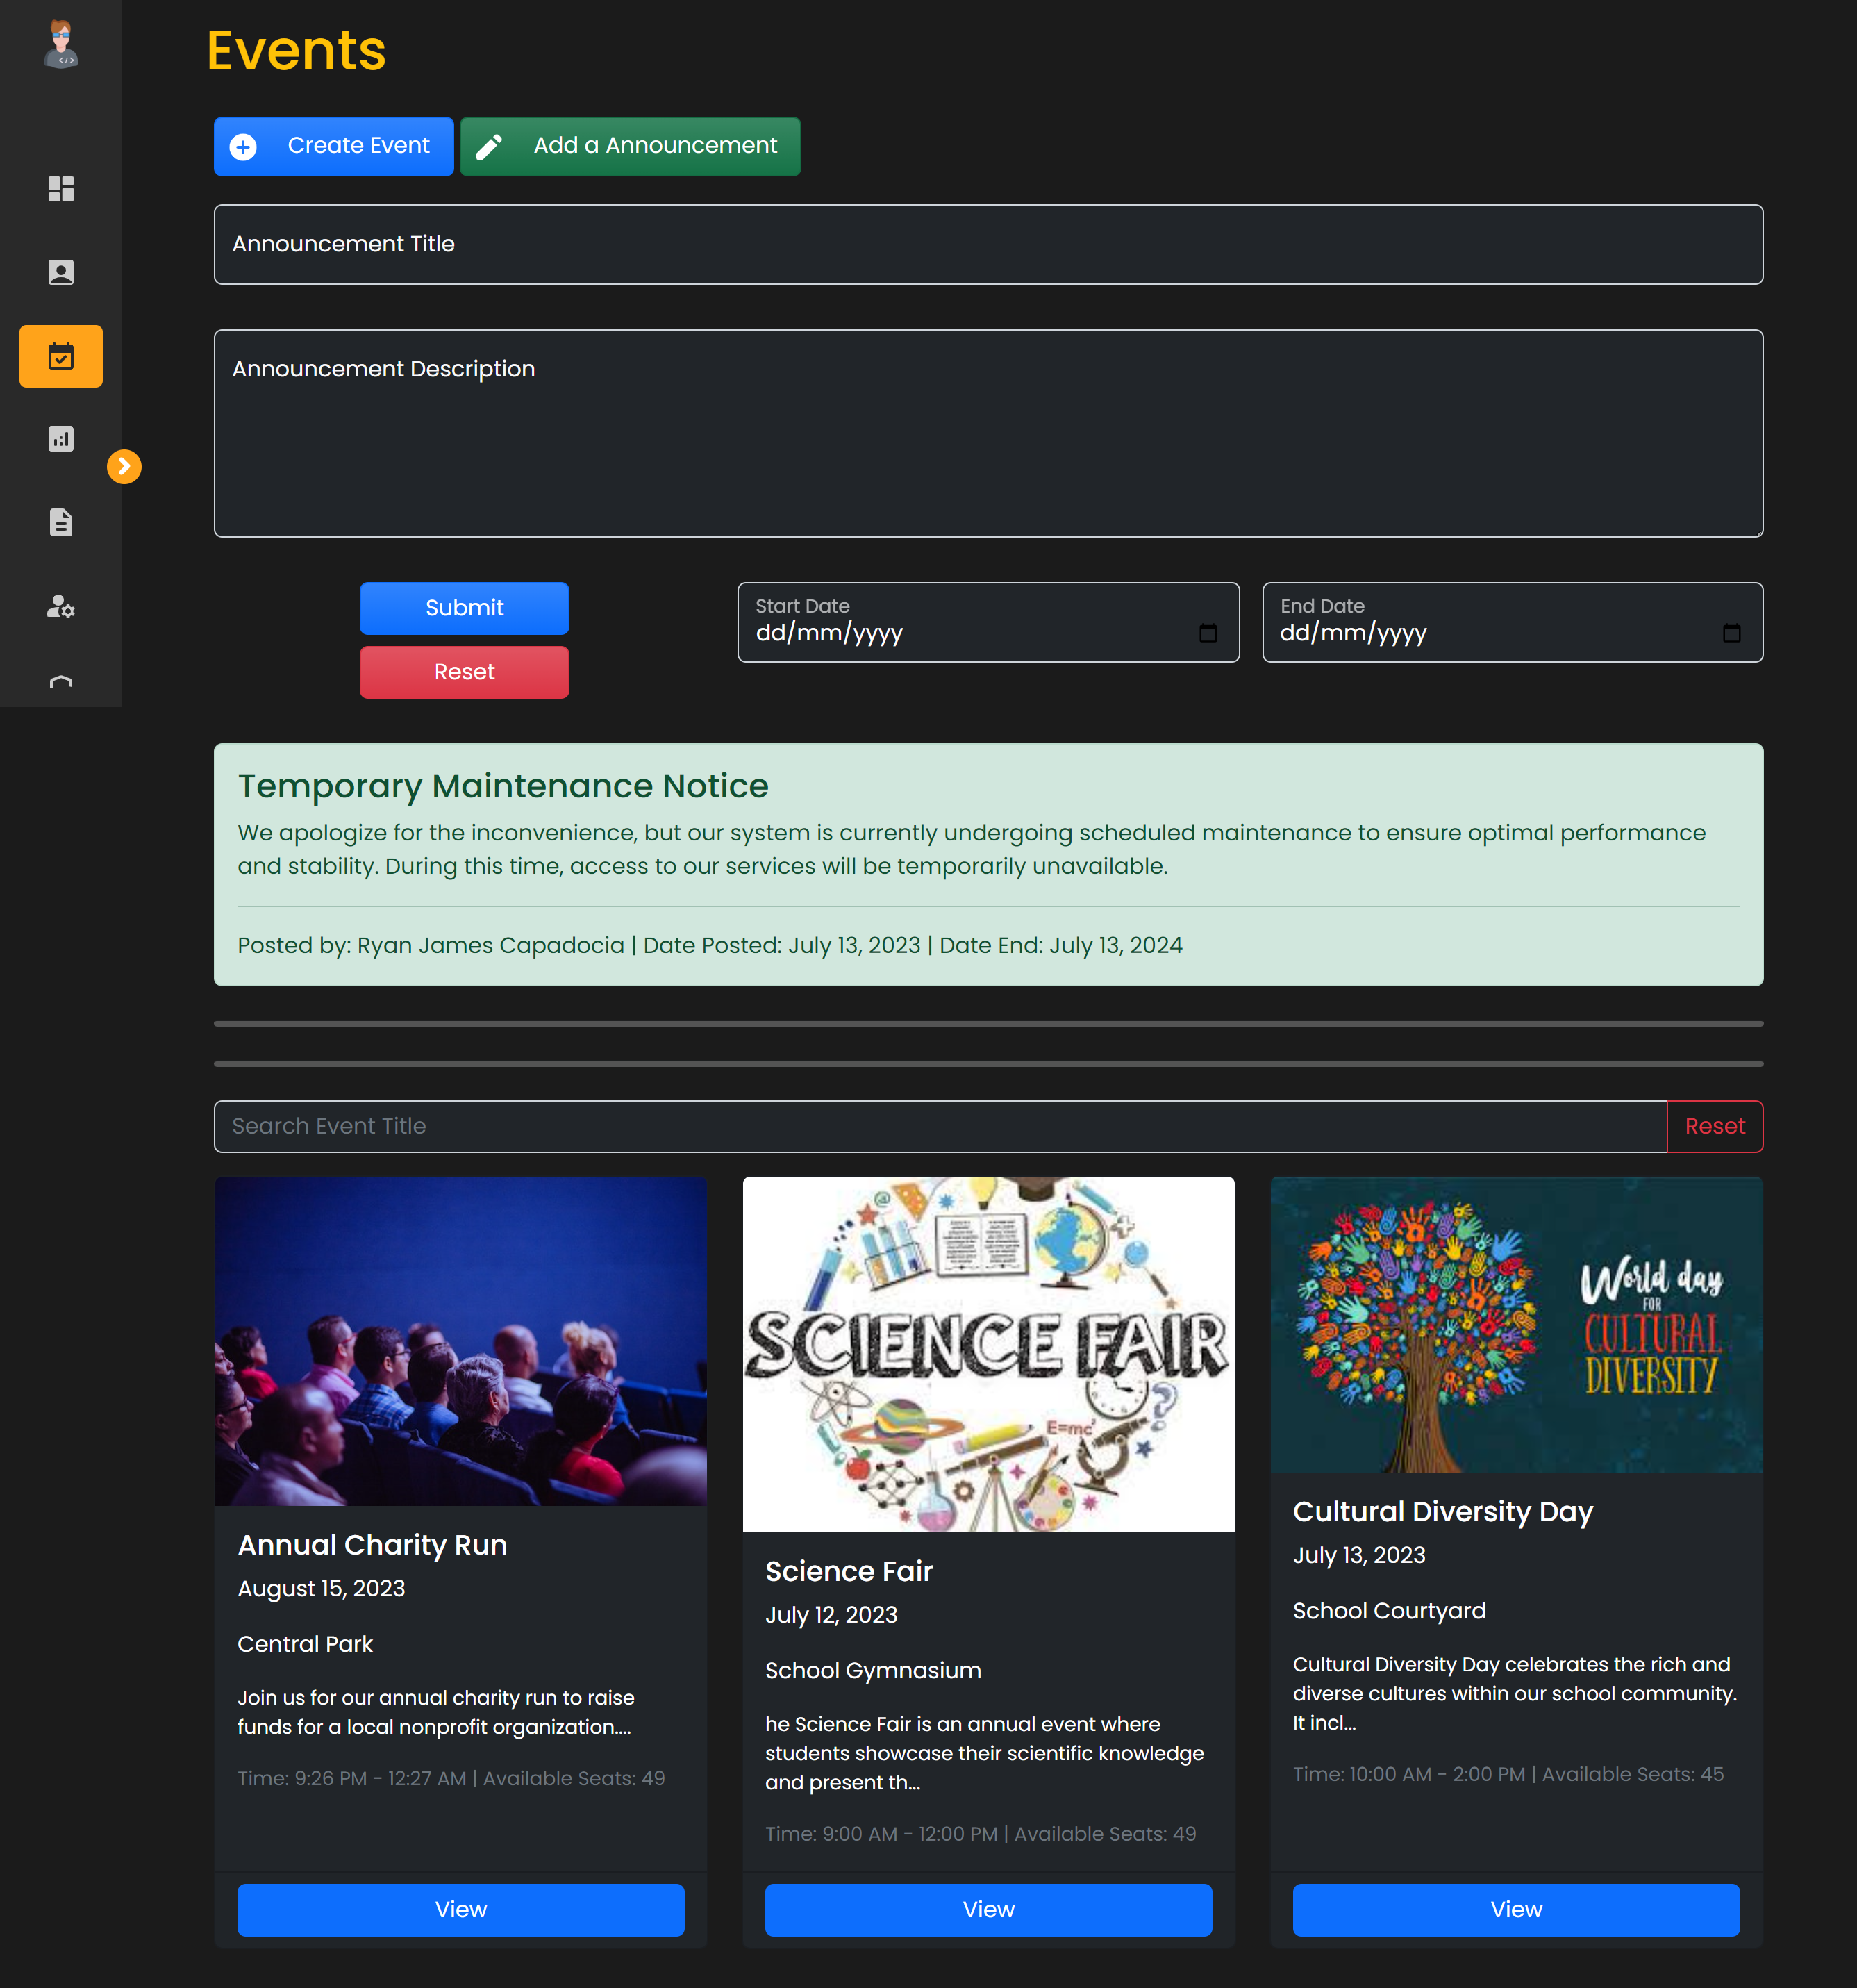 Events
Create Event
Add a Announcement
Announcement Title
Announcement Description
Submit
Reset
Start Date
dd/mm/yyyy
End Date
dd/mm/yyyy
Temporary Maintenance Notice
We apologize for the inconvenience, but our system is currently undergoing scheduled maintenance to ensure optimal performance
and stability. During this time, access to our services will be temporarily unavailable.
Posted by: Ryan James Capadocia | Date Posted: July 13, 2023 | Date End: July 13, 2024
Search Event Title
Reset
Annual Charity Run
August 15, 2023
Central Park
Join us for our annual charity run to raise
funds for a local nonprofit organization....
Time: 9:26 PM - 12:27 AM | Available Seats: 49
View
SCIENCE FAIR
E=mc²
Science Fair
July 12, 2023
School Gymnasium
he Science Fair is an annual event where
students showcase their scientific knowledge
and present th...
Time: 9:00 AM - 12:00 PM | Available Seats: 49
View
World day
FOR
CULTURAL
DIVERSITY
Cultural Diversity Day
July 13, 2023
School Courtyard
Cultural Diversity Day celebrates the rich and
diverse cultures within our school community.
It incl...
Time: 10:00 AM - 2:00 PM | Available Seats: 45
View